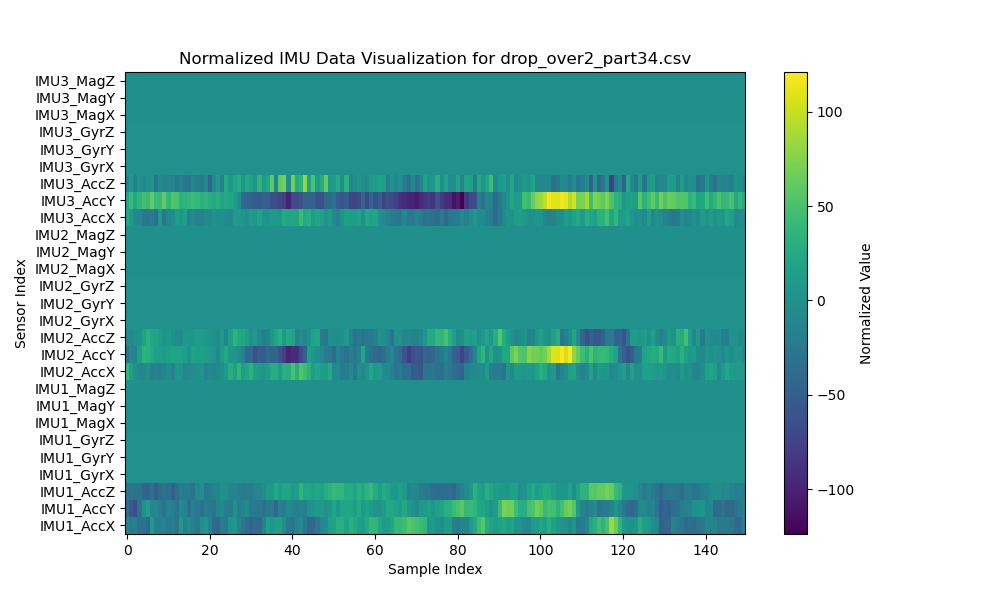 Normalized IMU Data Visualization for drop_over2_part34.csv
IMU3_MagZ
IMU3_MagY
IMU3_MagX
IMU3_GyrZ
IMU3_GyrY
IMU3_GyrX
IMU3_AccZ
IMU3_AccY
IMU3_AccX
IMU2_MagZ
IMU2_MagY
IMU2_MagX
IMU2_GyrZ
IMU2_GyrY
IMU2_GyrX
IMU2_AccZ
IMU2_AccY
IMU2_AccX
IMU1_MagZ
IMU1_MagY
IMU1_MagX
IMU1_GyrZ
IMU1_GyrY
IMU1_GyrX
IMU1_AccZ
IMU1_AccY
IMU1_AccX
Sensor Index
0 20 40 60 80 100 120 140
Sample Index
100
50
0
−50
−100
Normalized Value